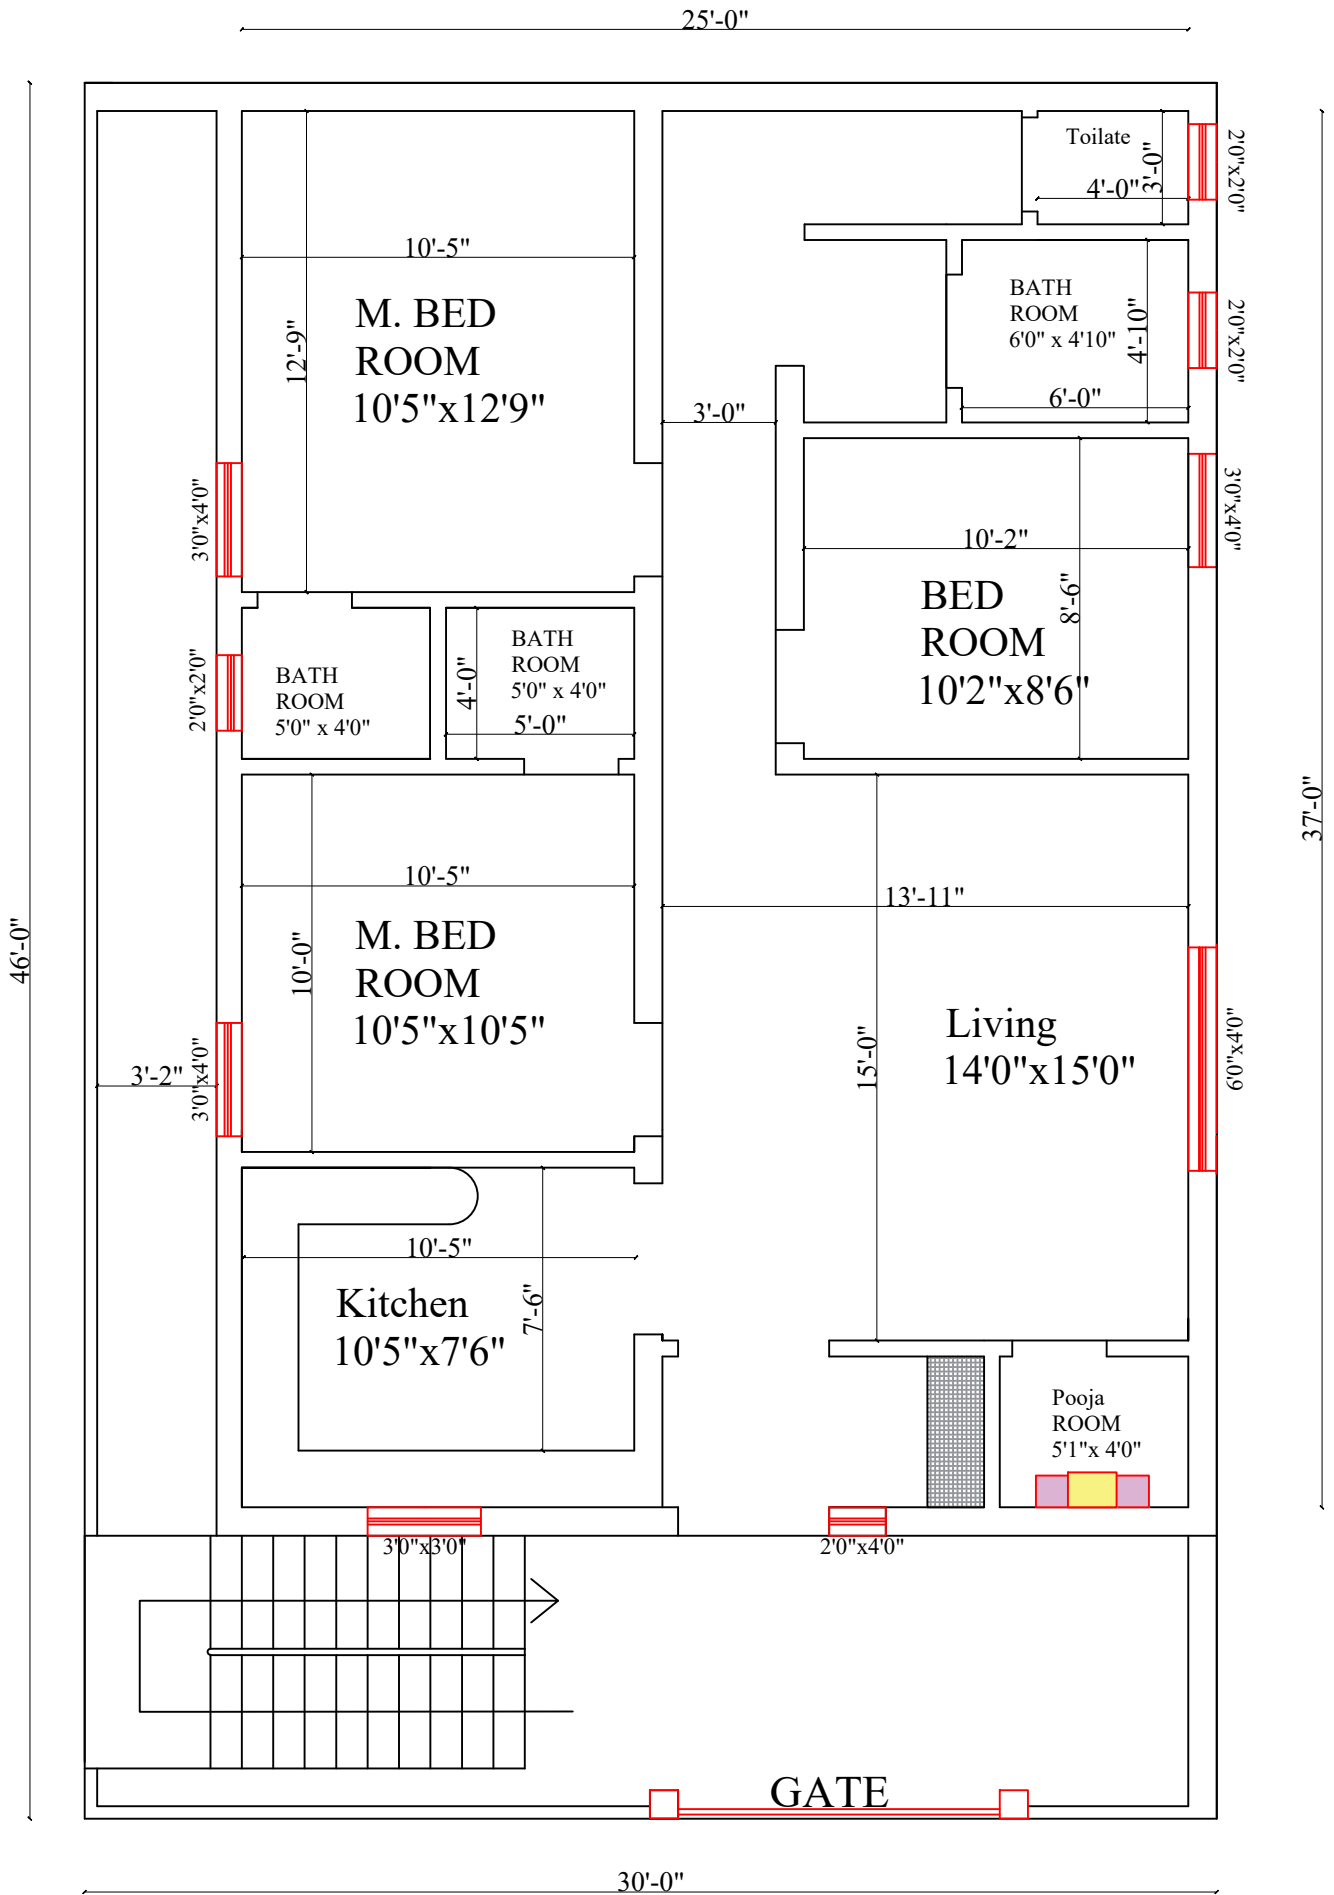 25'-0"
Toilate
3'-0"
4'-0"
2'0"x2'0"
10'-5"
M. BED
ROOM
10'5"x12'9"
12'-9"
BATH
ROOM
6'0" x 4'10"
4'-10"
6'-0"
2'0"x2'0"
3'-0"
3'0"x4'0"
3'0"x4'0"
10'-2"
BED
ROOM
10'2"x8'6"
8'-6"
2'0"x2'0"
BATH
ROOM
5'0" x 4'0"
4'-0"
BATH
ROOM
5'0" x 4'0"
5'-0"
37'-0"
46'-0"
10'-5"
M. BED
ROOM
10'5"x10'5"
10'-0"
13'-11"
3'-2"
3'0"x4'0"
15'-0"
Living
14'0"x15'0"
6'0"x4'0"
10'-5"
Kitchen
10'5"x7'6"
7'-6"
Pooja
ROOM
5'1"x 4'0"
3'0"x3'0"
2'0"x4'0"
GATE
30'-0"